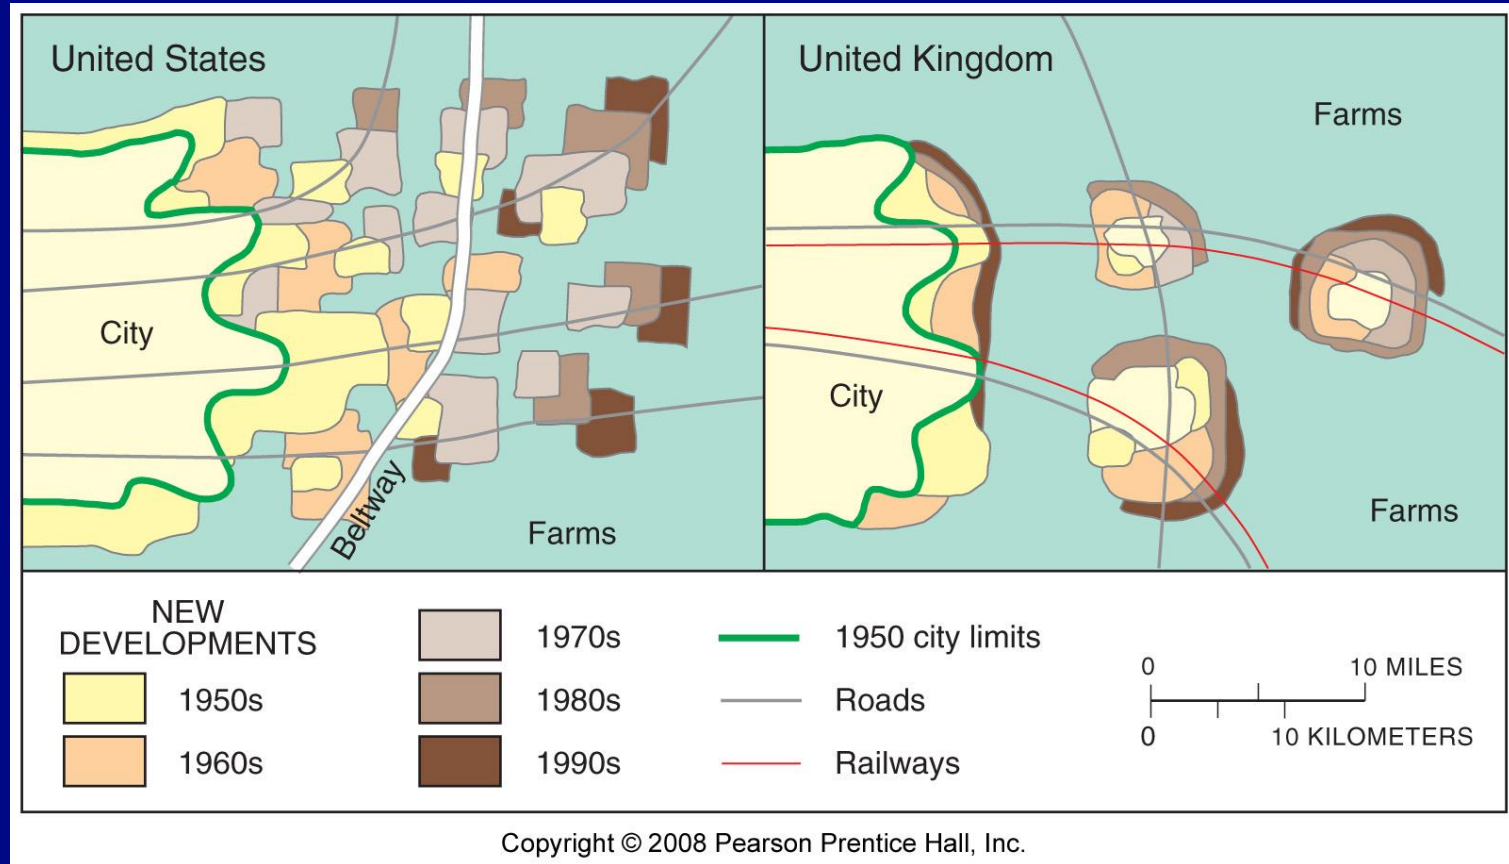 United States
City
Beltway
Farms
United Kingdom
Farms
City
Farms
NEW
DEVELOPMENTS
1950s
1960s
1970s
1980s
1990s
1950 city limits
Roads
Railways
0 10 MILES
0 10 KILOMETERS
Copyright © 2008 Pearson Prentice Hall, Inc.